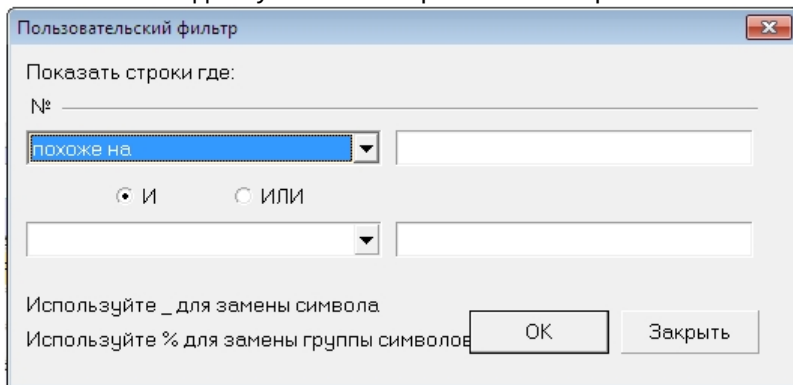 Пользовательский фильтр
Показать строки где:
№
похоже на
И ИЛИ
Используйте _ для замены символа
Используйте % для замены группы символов
OK Закрыть